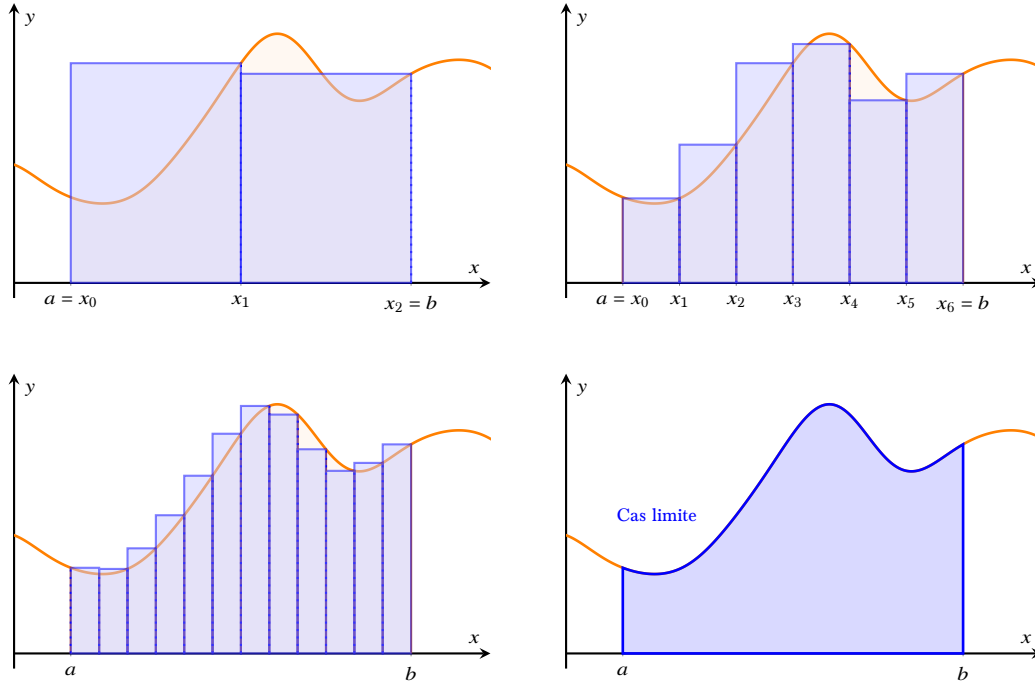 y
x
a = x₀
x₁
x₂ = b
y
x
a = x₀
x₁
x₂
x₃
x₄
x₅
x₆ = b
y
x
a
b
y
Cas limite
x
a
b